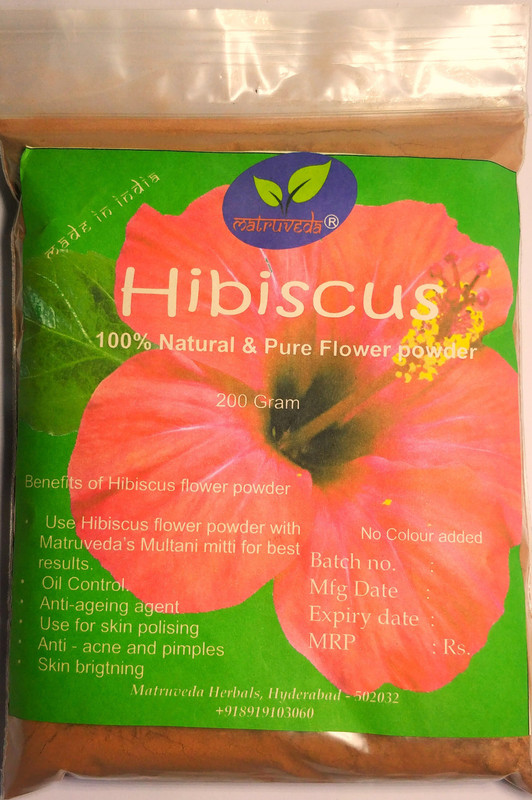 made in india
matruveda®
Hibiscus
100% Natural & Pure Flower powder
200 Gram
Benefits of Hibiscus flower powder
• Use Hibiscus flower powder with
Matruveda's Multani mitti for best
results.
• Oil Control.
• Anti-ageing agent
• Use for skin polising
• Anti - acne and pimples
• Skin brigtning
No Colour added
Batch no. :
Mfg Date :
Expiry date :
MRP : Rs.
Matruveda Herbals, Hyderabad - 502032
+918919103060